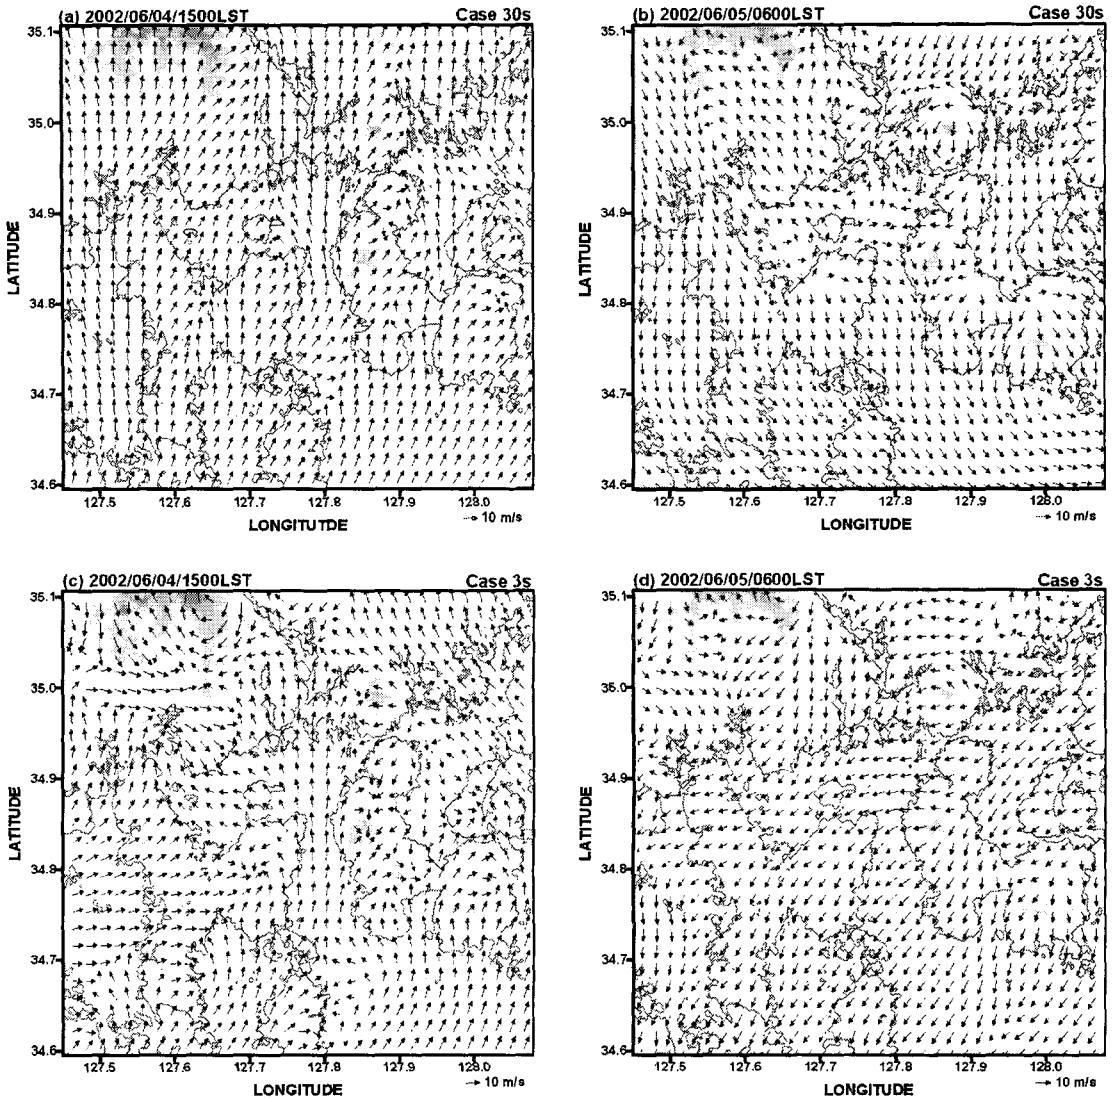 (a) 2002/06/04/1500LST Case 30s
35.1
35.0
34.9
34.8
34.7
34.6
LATITUDE
127.5 127.6 127.7 127.8 127.9 128.0
LONGITUTDE
10 m/s
(b) 2002/06/05/0600LST Case 30s
35.1
35.0
34.9
34.8
34.7
34.6
LATITUDE
127.5 127.6 127.7 127.8 127.9 128.0
LONGITUDE
10 m/s
(c) 2002/06/04/1500LST Case 3s
35.1
35.0
34.9
34.8
34.7
34.6
LATITUDE
127.5 127.6 127.7 127.8 127.9 128.0
LONGITUDE
10 m/s
(d) 2002/06/05/0600LST Case 3s
35.1
35.0
34.9
34.8
34.7
34.6
LATITUDE
127.5 127.6 127.7 127.8 127.9 128.0
LONGITUDE
10 m/s